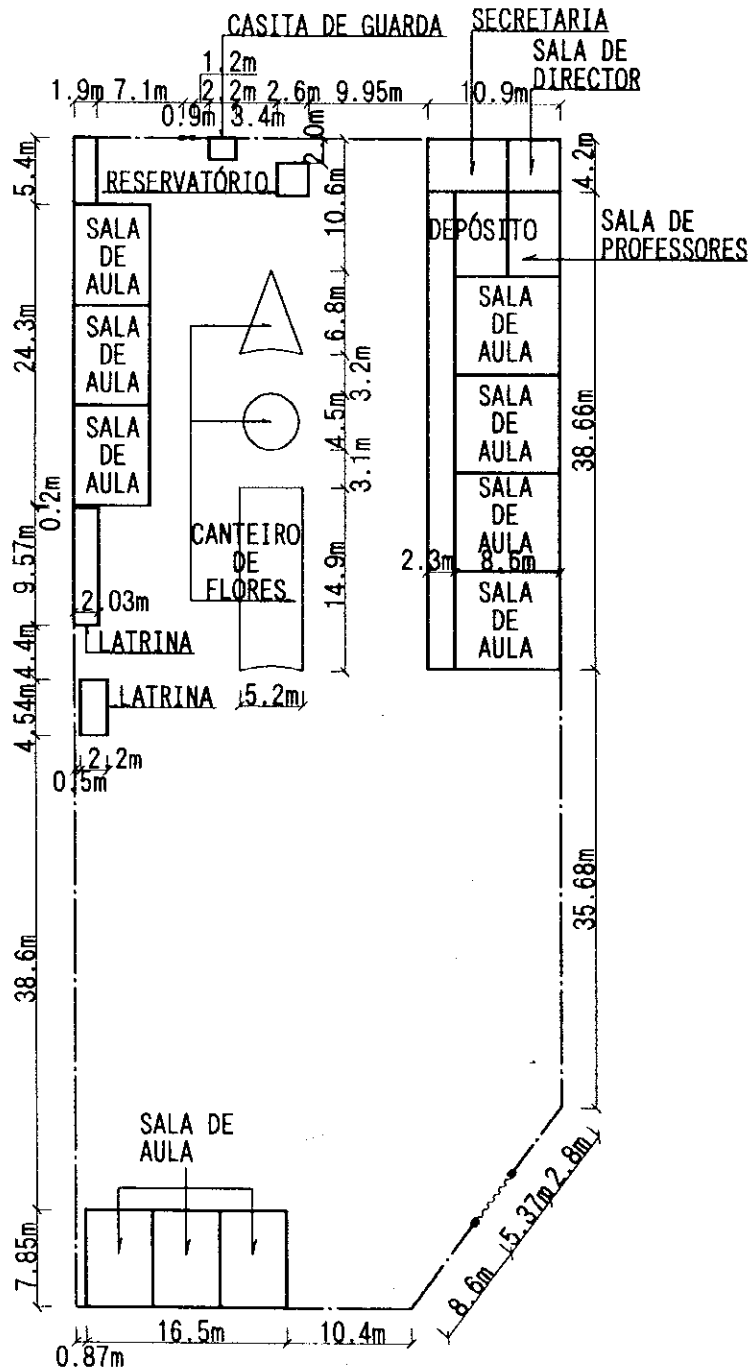 CASITA DE GUARDA
SECRETARIA
SALA DE
DIRECTOR
1.2m
1.9m 7.1m 2.2m 2.6m 9.95m 10.9m
0.9m 3.4m
2.0m
5.4m
RESERVATÓRIO
10.6m
4.2m
DEPÓSITO
SALA DE
PROFESSORES
SALA
DE
AULA
SALA
DE
AULA
SALA
DE
AULA
24.3m
6.8m
3.2m
4.5m
3.1m
14.9m
SALA
DE
AULA
SALA
DE
AULA
SALA
DE
AULA
SALA
DE
AULA
38.66m
2.3m 8.6m
0.2m
9.57m
CANTEIRO
DE
FLORES
2.03m
LATRINA
4.4m
LATRINA
4.54m
5.2m
2.2m
0.5m
35.68m
38.6m
SALA DE
AULA
7.85m
2.8m
5.37m
8.6m
16.5m 10.4m
0.87m